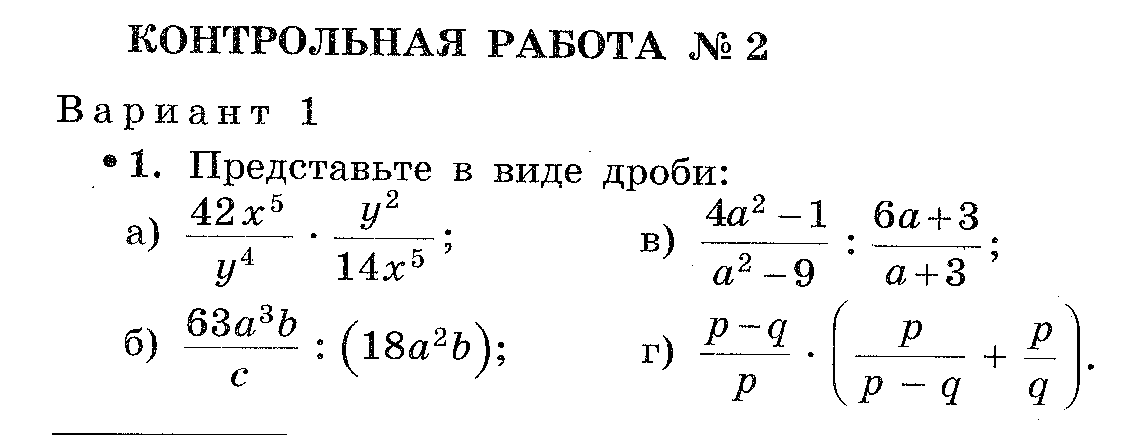 КОНТРОЛЬНАЯ РАБОТА № 2
Вариант 1
• 1. Представьте в виде дроби:
а) 42x⁵/y⁴ · y²/14x⁵; в) (4a² − 1)/(a² − 9) : (6a + 3)/(a + 3);
б) 63a³b/c : (18a²b); г) (p − q)/p · (p/(p − q) + p/q).